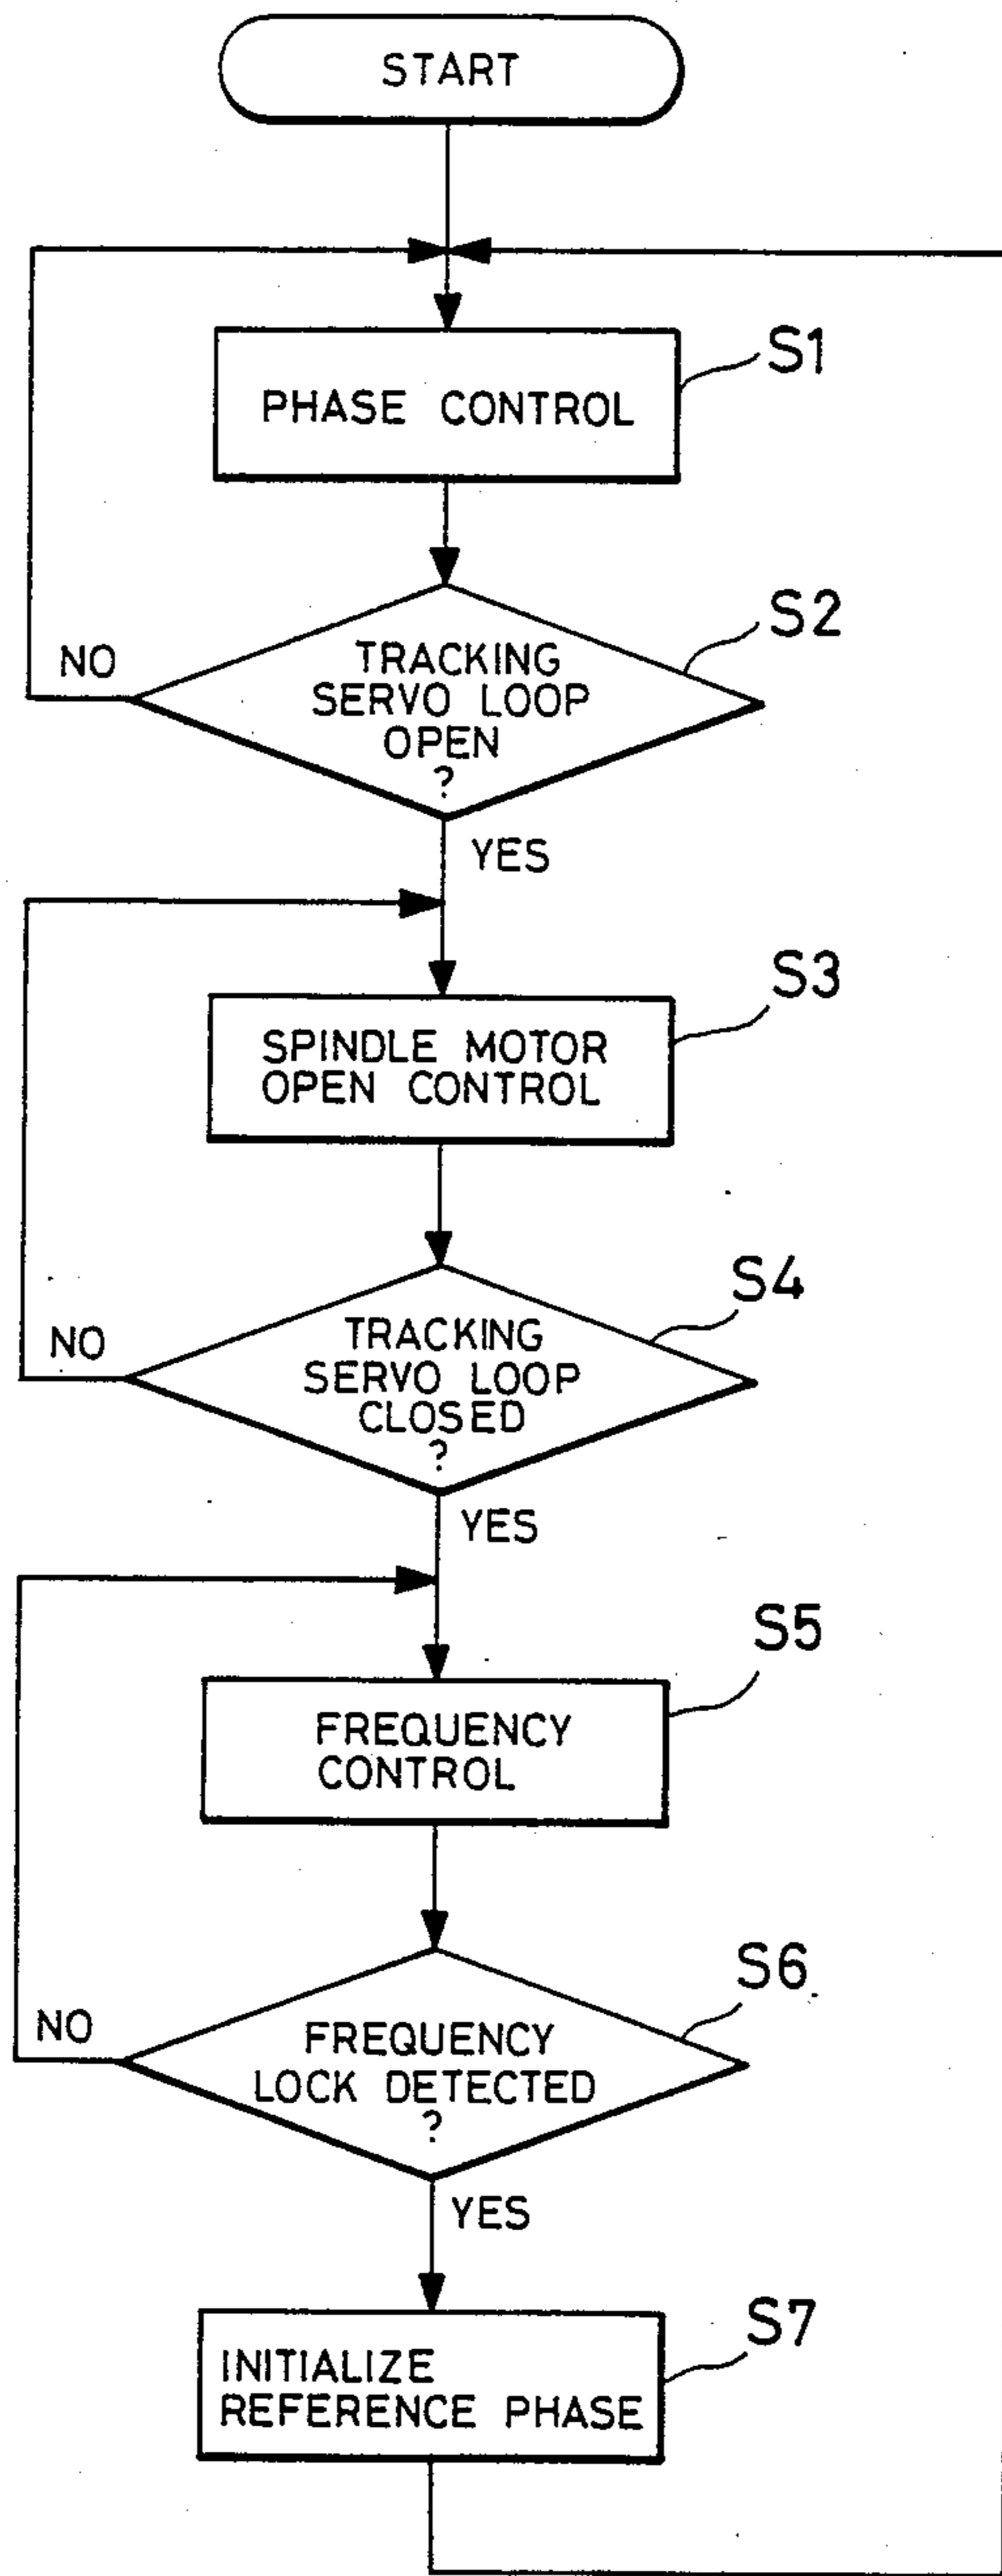 START
S1
PHASE CONTROL
S2
NO
TRACKING
SERVO LOOP
OPEN
?
YES
S3
SPINDLE MOTOR
OPEN CONTROL
S4
NO
TRACKING
SERVO LOOP
CLOSED
?
YES
S5
FREQUENCY
CONTROL
S6
NO
FREQUENCY
LOCK DETECTED
?
YES
S7
INITIALIZE
REFERENCE PHASE